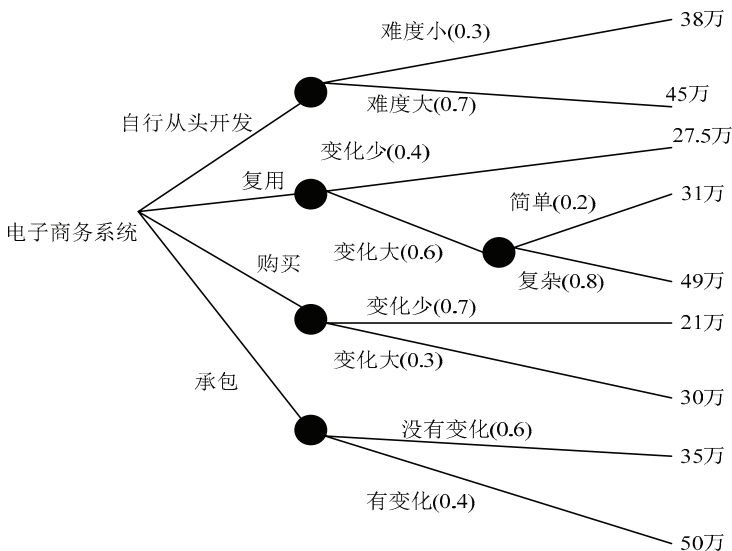 难度小(0.3)
38万
难度大(0.7)
45万
自行从头开发
变化少(0.4)
27.5万
复用
简单(0.2)
31万
电子商务系统
变化大(0.6)
复杂(0.8)
49万
购买
变化少(0.7)
21万
变化大(0.3)
30万
承包
没有变化(0.6)
35万
有变化(0.4)
50万